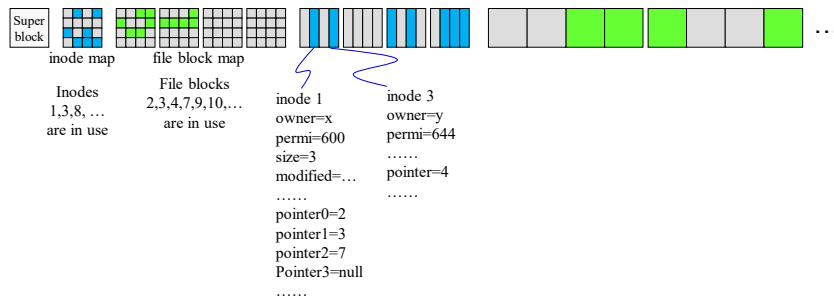 Super
block
inode map
file block map
. .
Inodes
1,3,8, …
are in use
File blocks
2,3,4,7,9,10,…
are in use
inode 1
owner=x
permi=600
size=3
modified=…
……
pointer0=2
pointer1=3
pointer2=7
Pointer3=null
……
inode 3
owner=y
permi=644
……
pointer=4
……